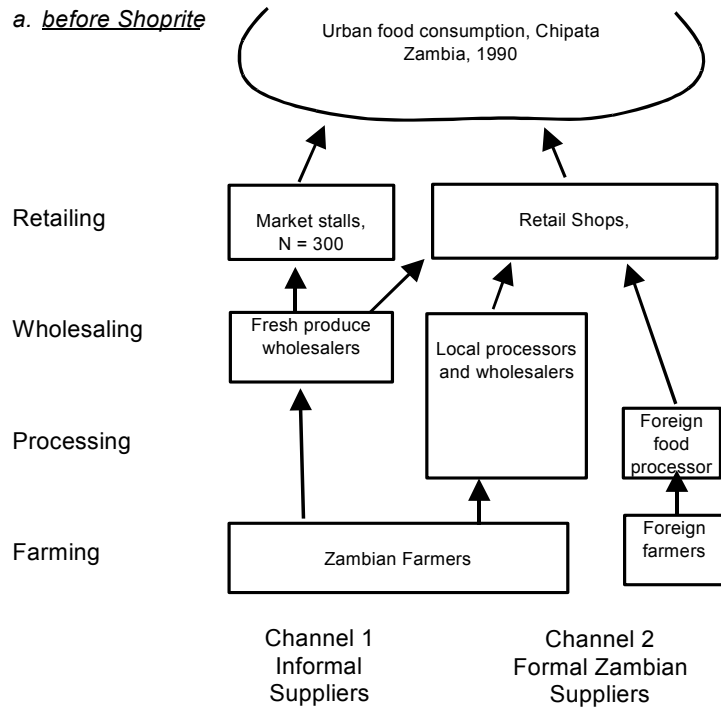 a. before Shoprite
Urban food consumption, Chipata
Zambia, 1990
Retailing
Market stalls,
N = 300
Retail Shops,
Wholesaling
Fresh produce
wholesalers
Local processors
and wholesalers
Processing
Foreign
food
processor
Farming
Zambian Farmers
Foreign
farmers
Channel 1
Informal
Suppliers
Channel 2
Formal Zambian
Suppliers